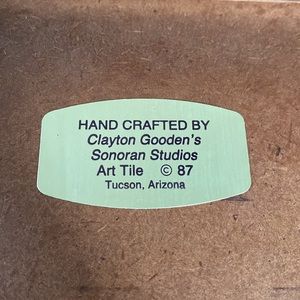 HAND CRAFTED BY
Clayton Gooden's
Sonoran Studios
Art Tile © 87
Tucson, Arizona